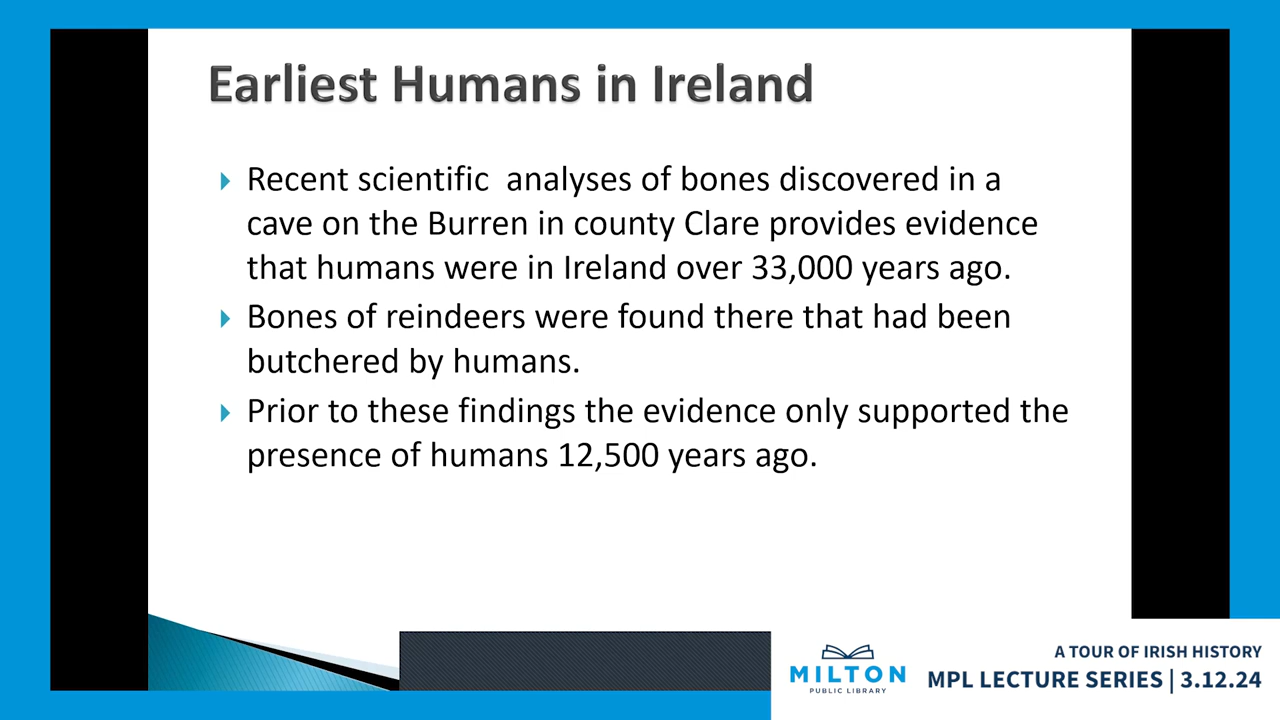 Earliest Humans in Ireland
Recent scientific  analyses of bones discovered in a
cave on the Burren in county Clare provides evidence
that humans were in Ireland over 33,000 years ago.
Bones of reindeers were found there that had been
butchered by humans.
Prior to these findings the evidence only supported the
presence of humans 12,500 years ago.
MILTON
PUBLIC LIBRARY
A TOUR OF IRISH HISTORY
MPL LECTURE SERIES | 3.12.24